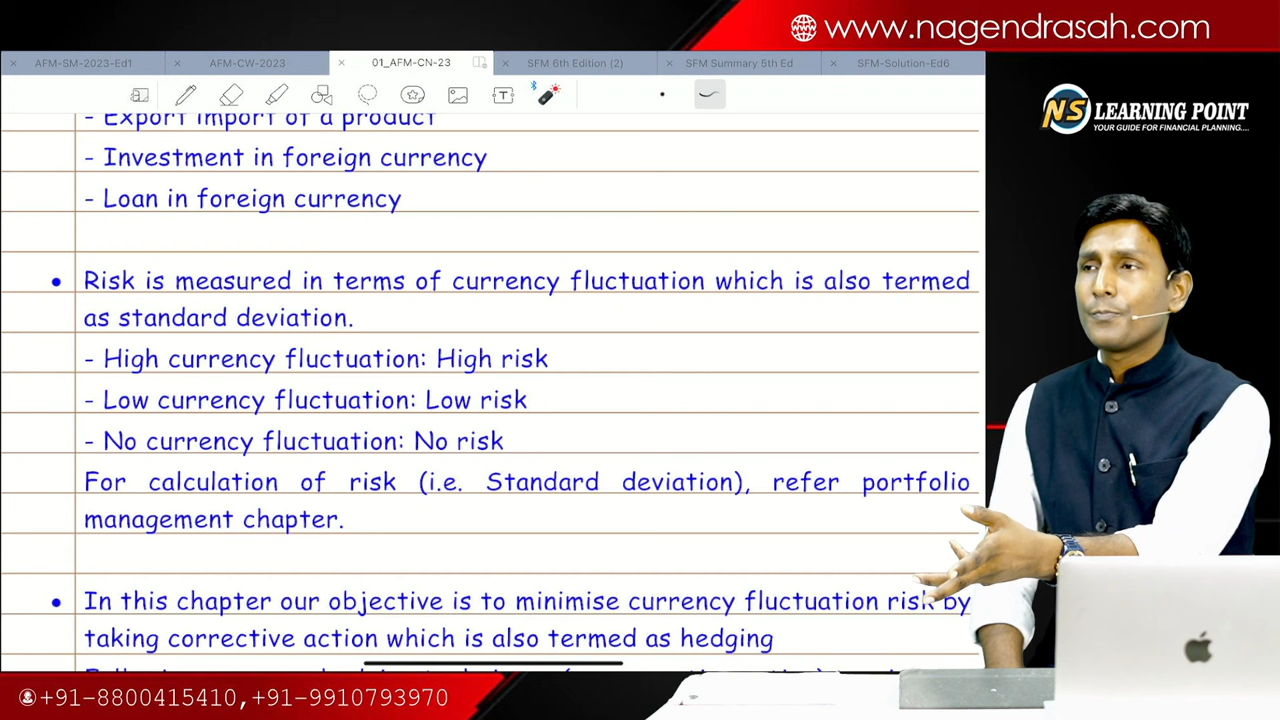 www.nagendrasah.com
AFM-SM-2023-Ed1
AFM-CW-2023
01_AFM-CN-23
SFM 6th Edition (2)
SFM Summary 5th Ed
SFM-Solution-Ed6
NS LEARNING POINT
YOUR GUIDE FOR FINANCIAL PLANNING....
- Export import of a product
- Investment in foreign currency
- Loan in foreign currency
• Risk is measured in terms of currency fluctuation which is also termed
as standard deviation.
- High currency fluctuation: High risk
- Low currency fluctuation: Low risk
- No currency fluctuation: No risk
For calculation of risk (i.e. Standard deviation), refer portfolio
management chapter.
• In this chapter our objective is to minimise currency fluctuation risk by
taking corrective action which is also termed as hedging
+91-8800415410,+91-9910793970